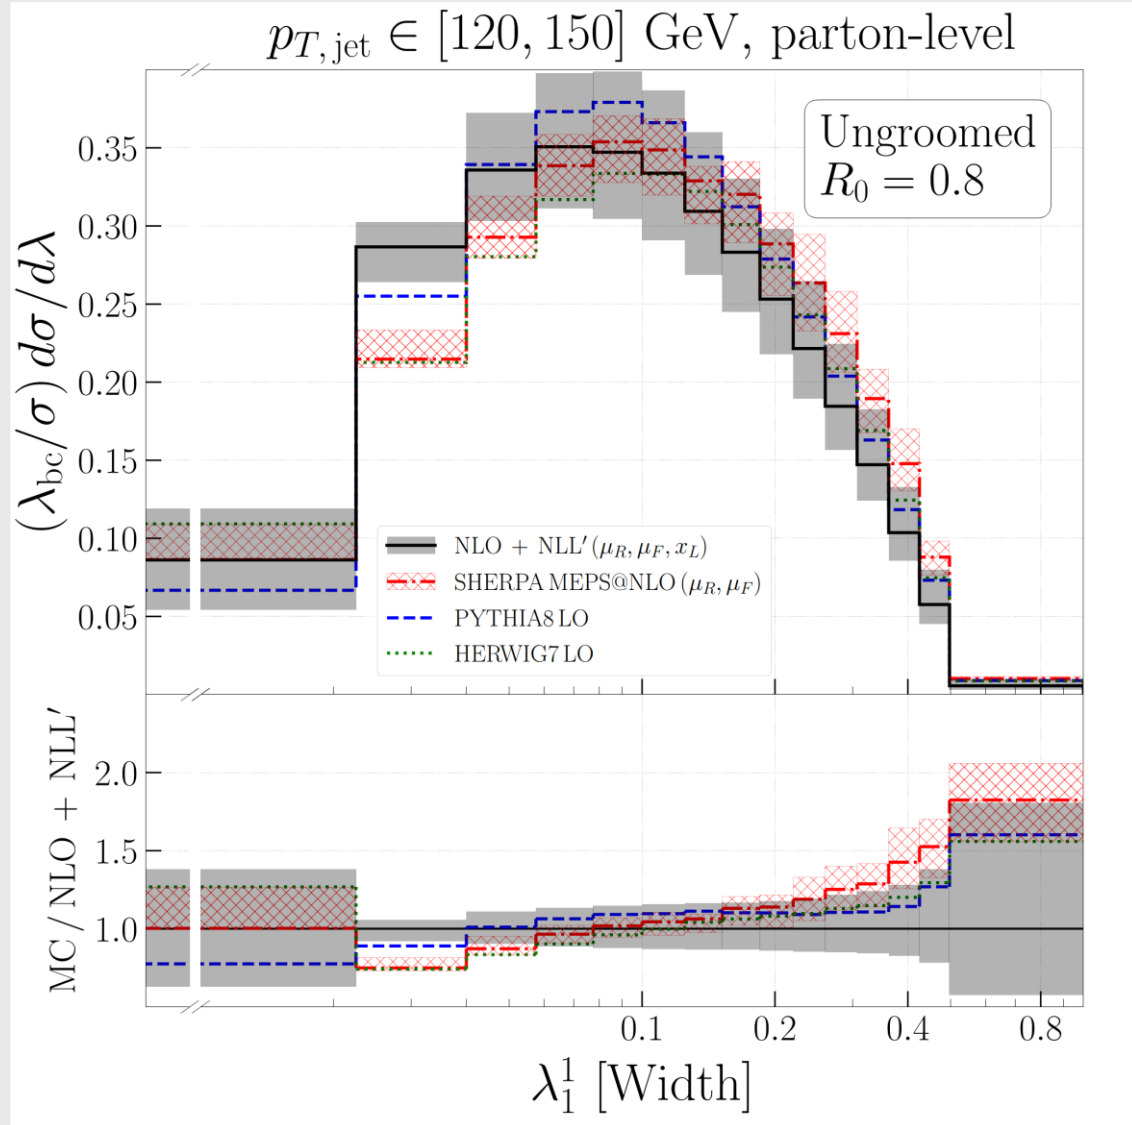 p_{T, jet} ∈ [120, 150] GeV, parton-level
(λ_bc/σ) dσ/dλ
0.35
0.30
0.25
0.20
0.15
0.10
0.05
Ungroomed
R_0 = 0.8
NLO + NLL′ (μ_R, μ_F, x_L)
SHERPA MEPS@NLO (μ_R, μ_F)
PYTHIA8 LO
HERWIG7 LO
MC / NLO + NLL′
2.0
1.5
1.0
0.1 0.2 0.4 0.8
λ^1_1 [Width]